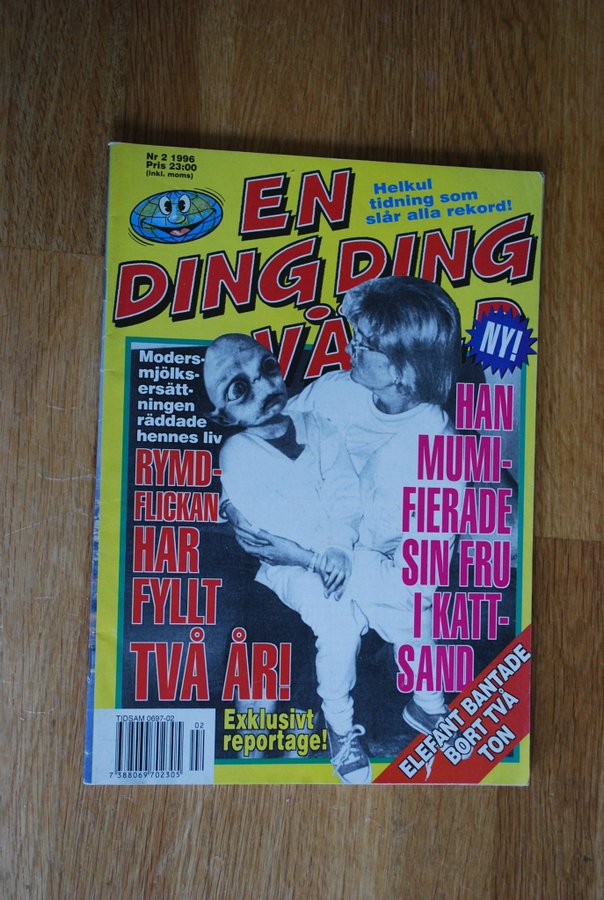 Nr 2 1996
Pris 23:00
(inkl. moms)
EN
DING DING
VÄ
Helkul
tidning som
slår alla rekord!
NY!
Moders-
mjölks-
ersätt-
ningen
räddade
hennes liv
RYMD-
FLICKAN
HAR
FYLLT
TVÅ ÅR!
HAN
MUMI-
FIERADE
SIN FRU
I KATT-
SAND
Exklusivt
reportage!
ELEFANT BANTADE
BORT TVÅ
TON
TIDSAM 0697-02
02
7 388069 702305